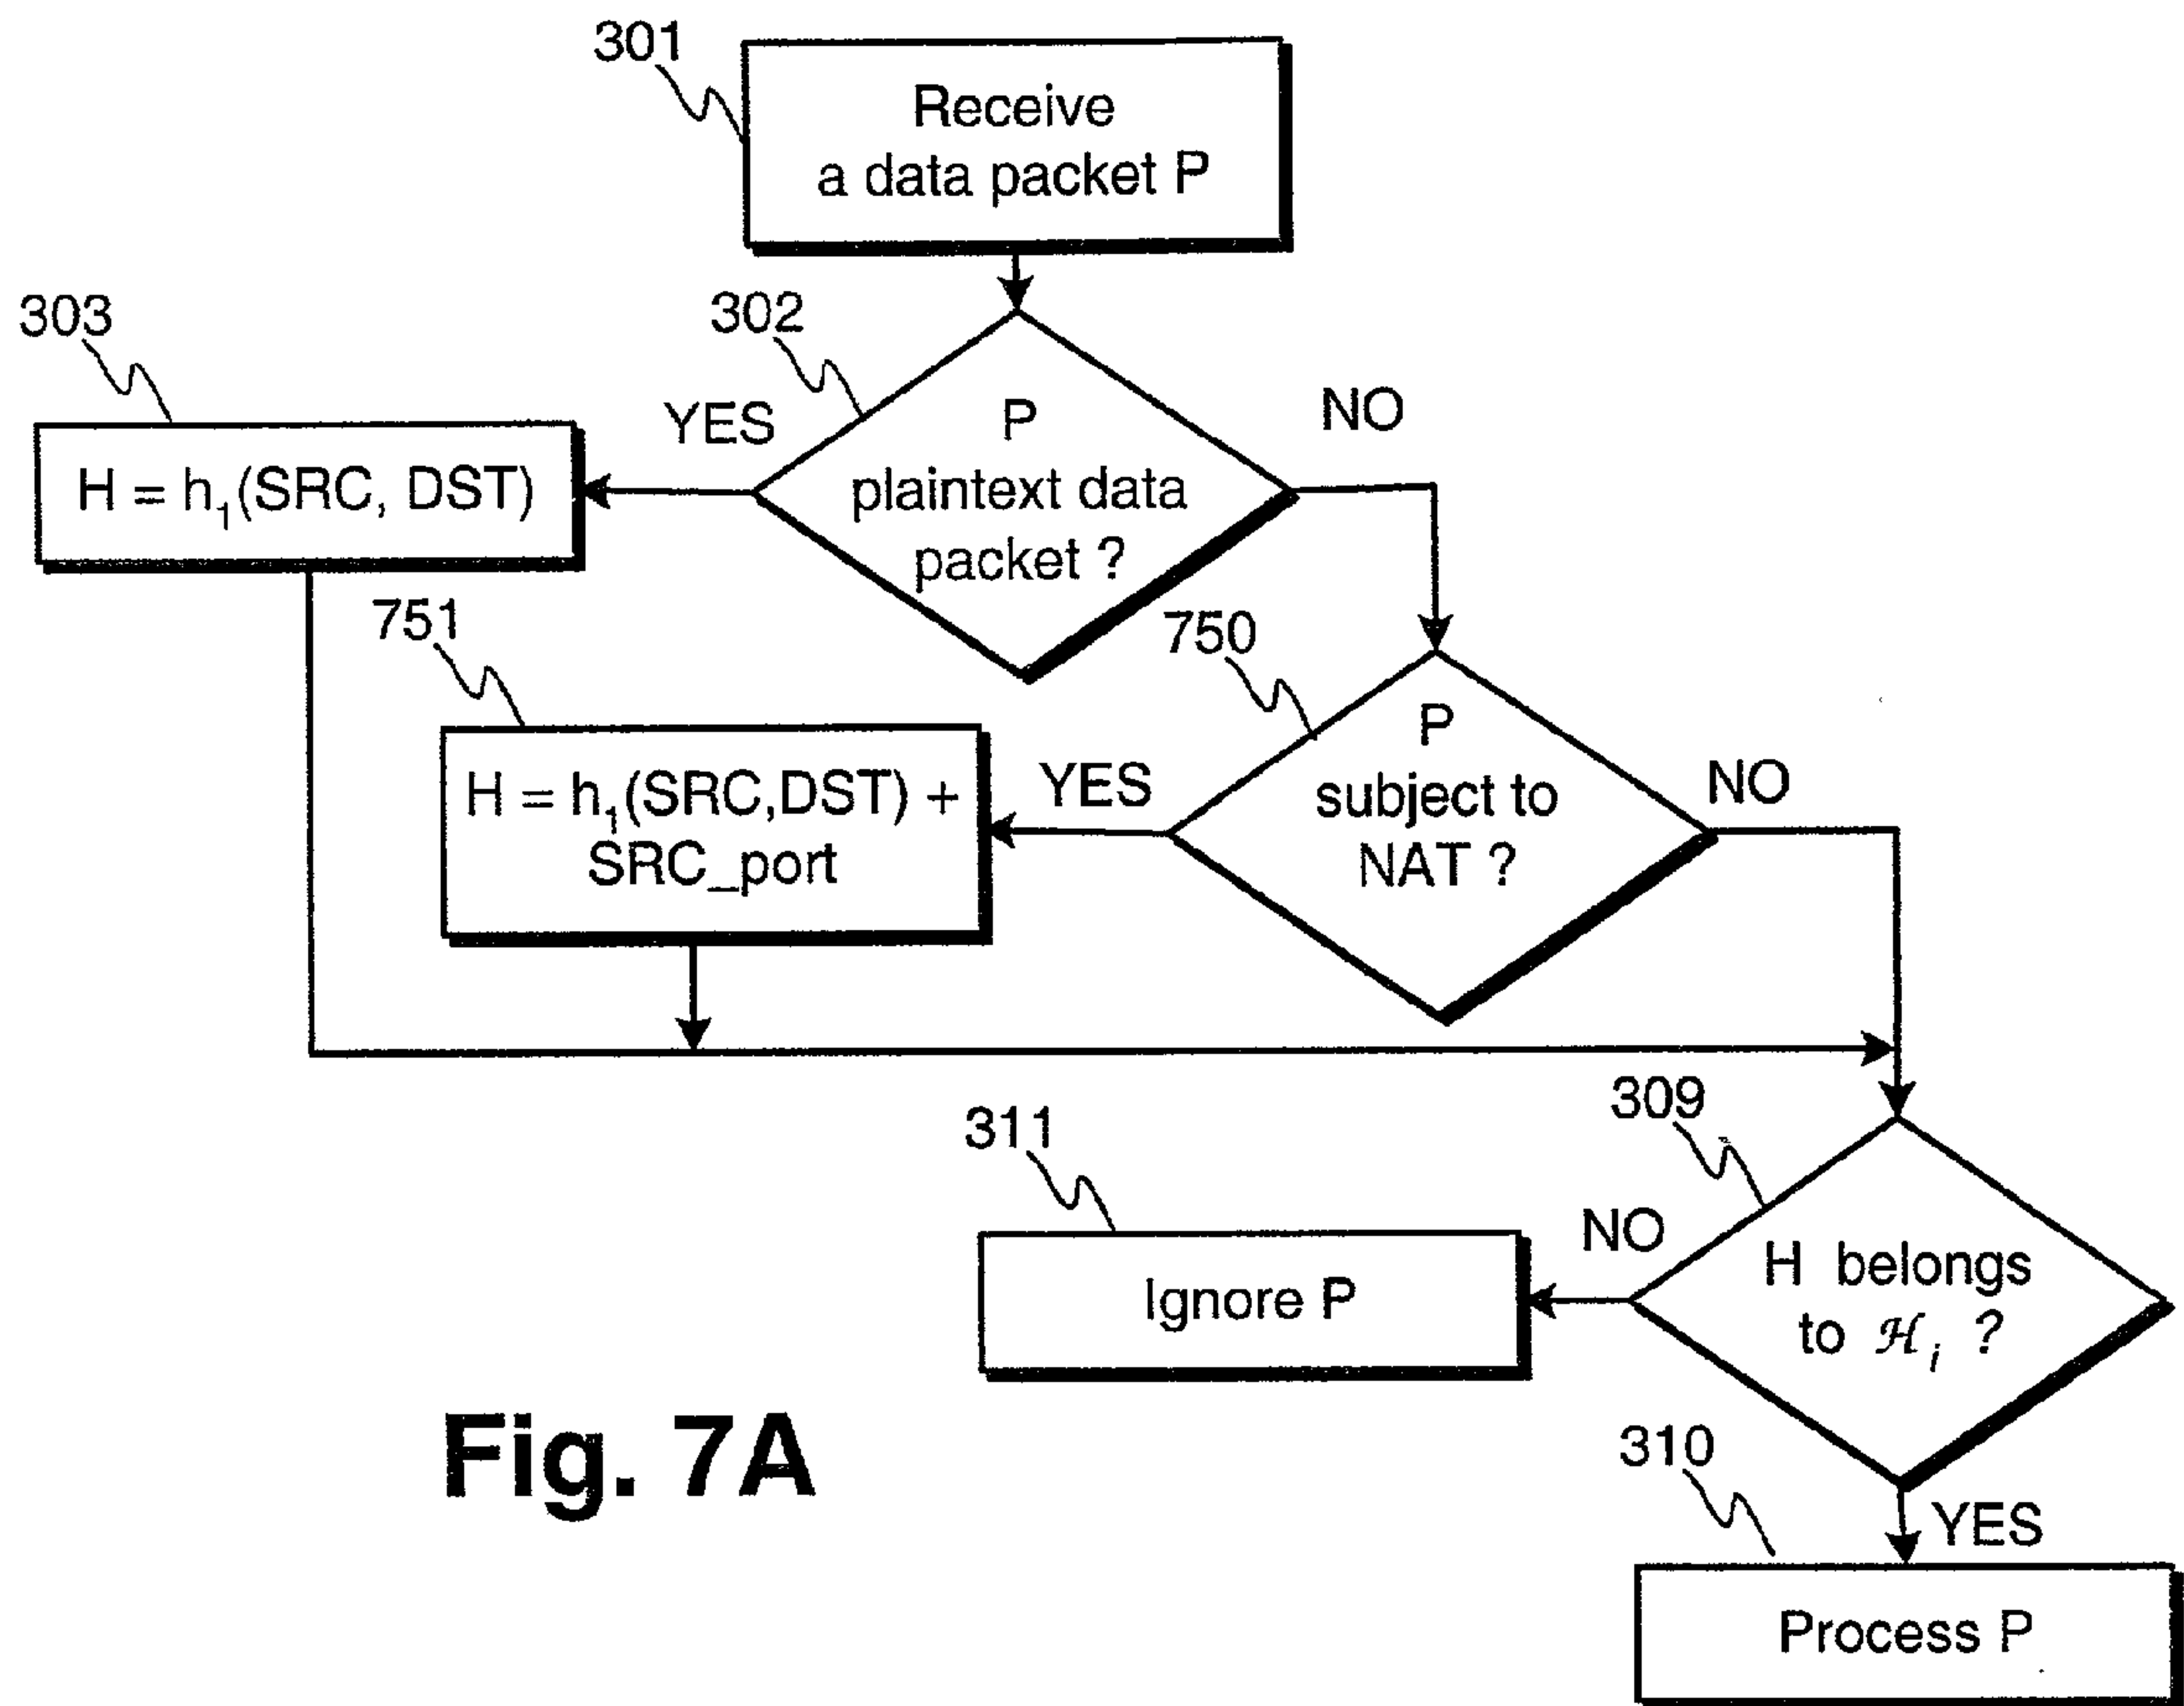 301
Receive
a data packet P
303
302
YES
P
NO
H = h₁(SRC, DST)
plaintext data
packet ?
751
750
P
H = h₁(SRC,DST) +
SRC_port
YES
subject to
NAT ?
NO
309
311
NO
Ignore P
H belongs
to ℋᵢ ?
Fig. 7A
310
YES
Process P